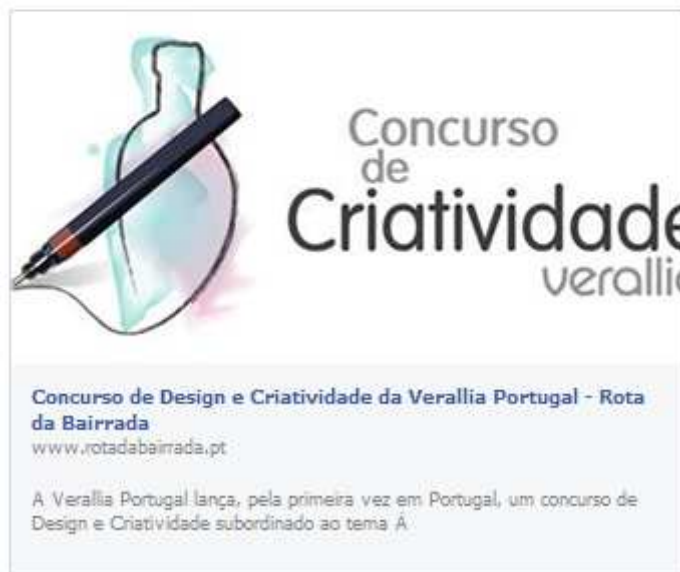 Concurso
de
Criatividade
verallia
Concurso de Design e Criatividade da Verallia Portugal - Rota
da Bairrada
www.rotadabairrada.pt
A Verallia Portugal lança, pela primeira vez em Portugal, um concurso de
Design e Criatividade subordinado ao tema Á